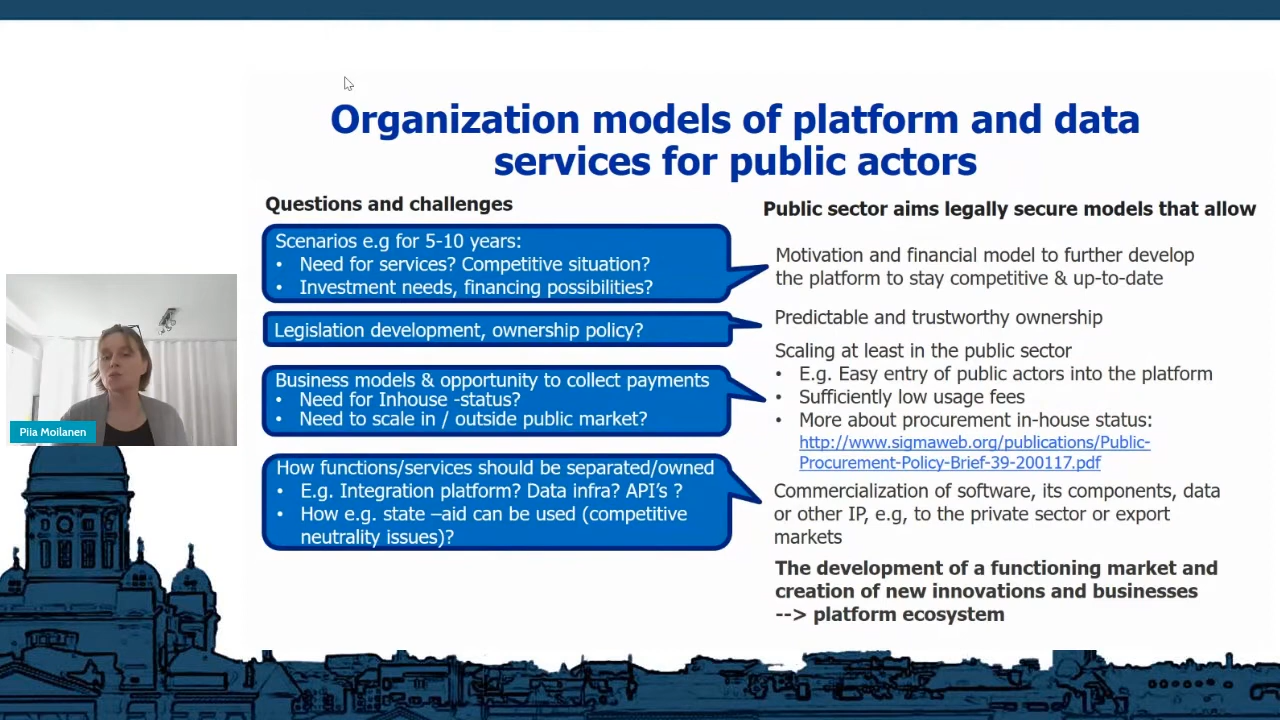 Organization models of platform and data
services for public actors
Questions and challenges
Scenarios e.g for 5-10 years:
• Need for services? Competitive situation?
• Investment needs, financing possibilities?
Legislation development, ownership policy?
Business models & opportunity to collect payments
• Need for Inhouse -status?
• Need to scale in / outside public market?
How functions/services should be separated/owned
• E.g. Integration platform? Data infra? API's ?
• How e.g. state –aid can be used (competitive
neutrality issues)?
Public sector aims legally secure models that allow
Motivation and financial model to further develop
the platform to stay competitive & up-to-date
Predictable and trustworthy ownership
Scaling at least in the public sector
• E.g. Easy entry of public actors into the platform
• Sufficiently low usage fees
• More about procurement in-house status:
http://www.sigmaweb.org/publications/Public-
Procurement-Policy-Brief-39-200117.pdf
Commercialization of software, its components, data
or other IP, e.g, to the private sector or export
markets
The development of a functioning market and
creation of new innovations and businesses
--> platform ecosystem
Piia Moilanen